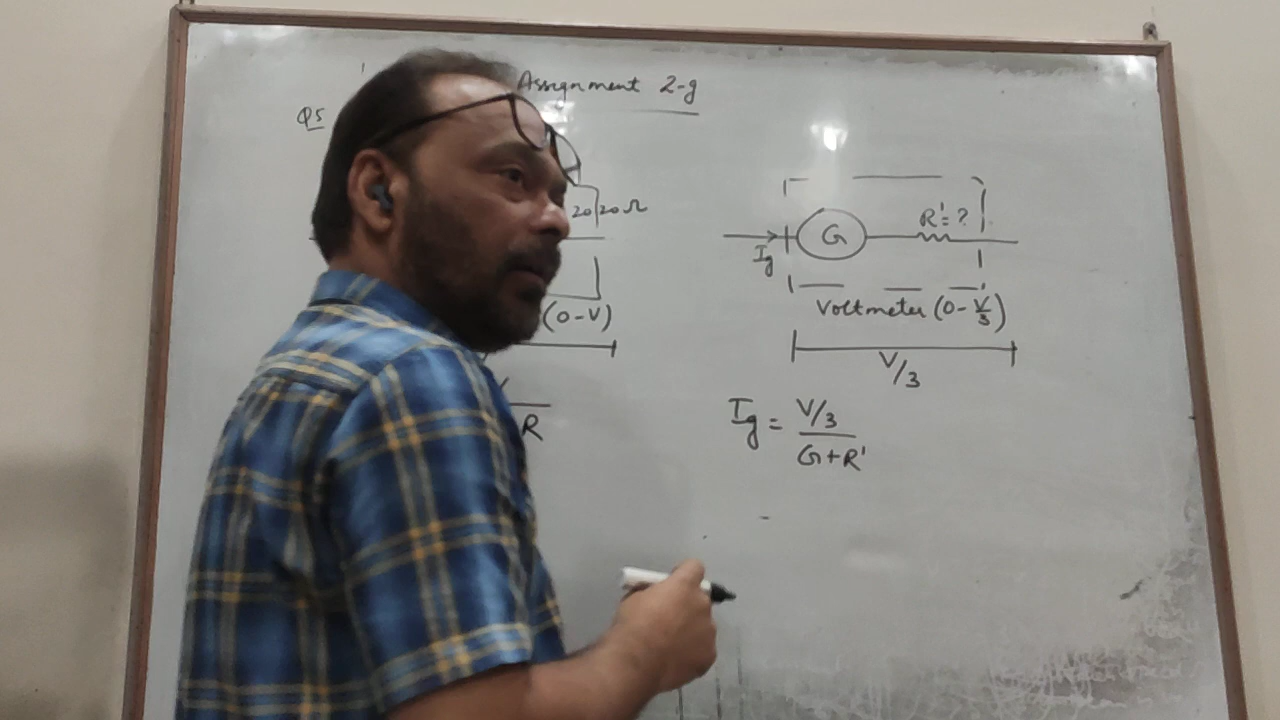 Assignment 2-g
Q5
20|20Ω
(0-V)
R
G
R'=?
Ig
Voltmeter (0-V/3)
V/3
Ig = V/3
G+R'